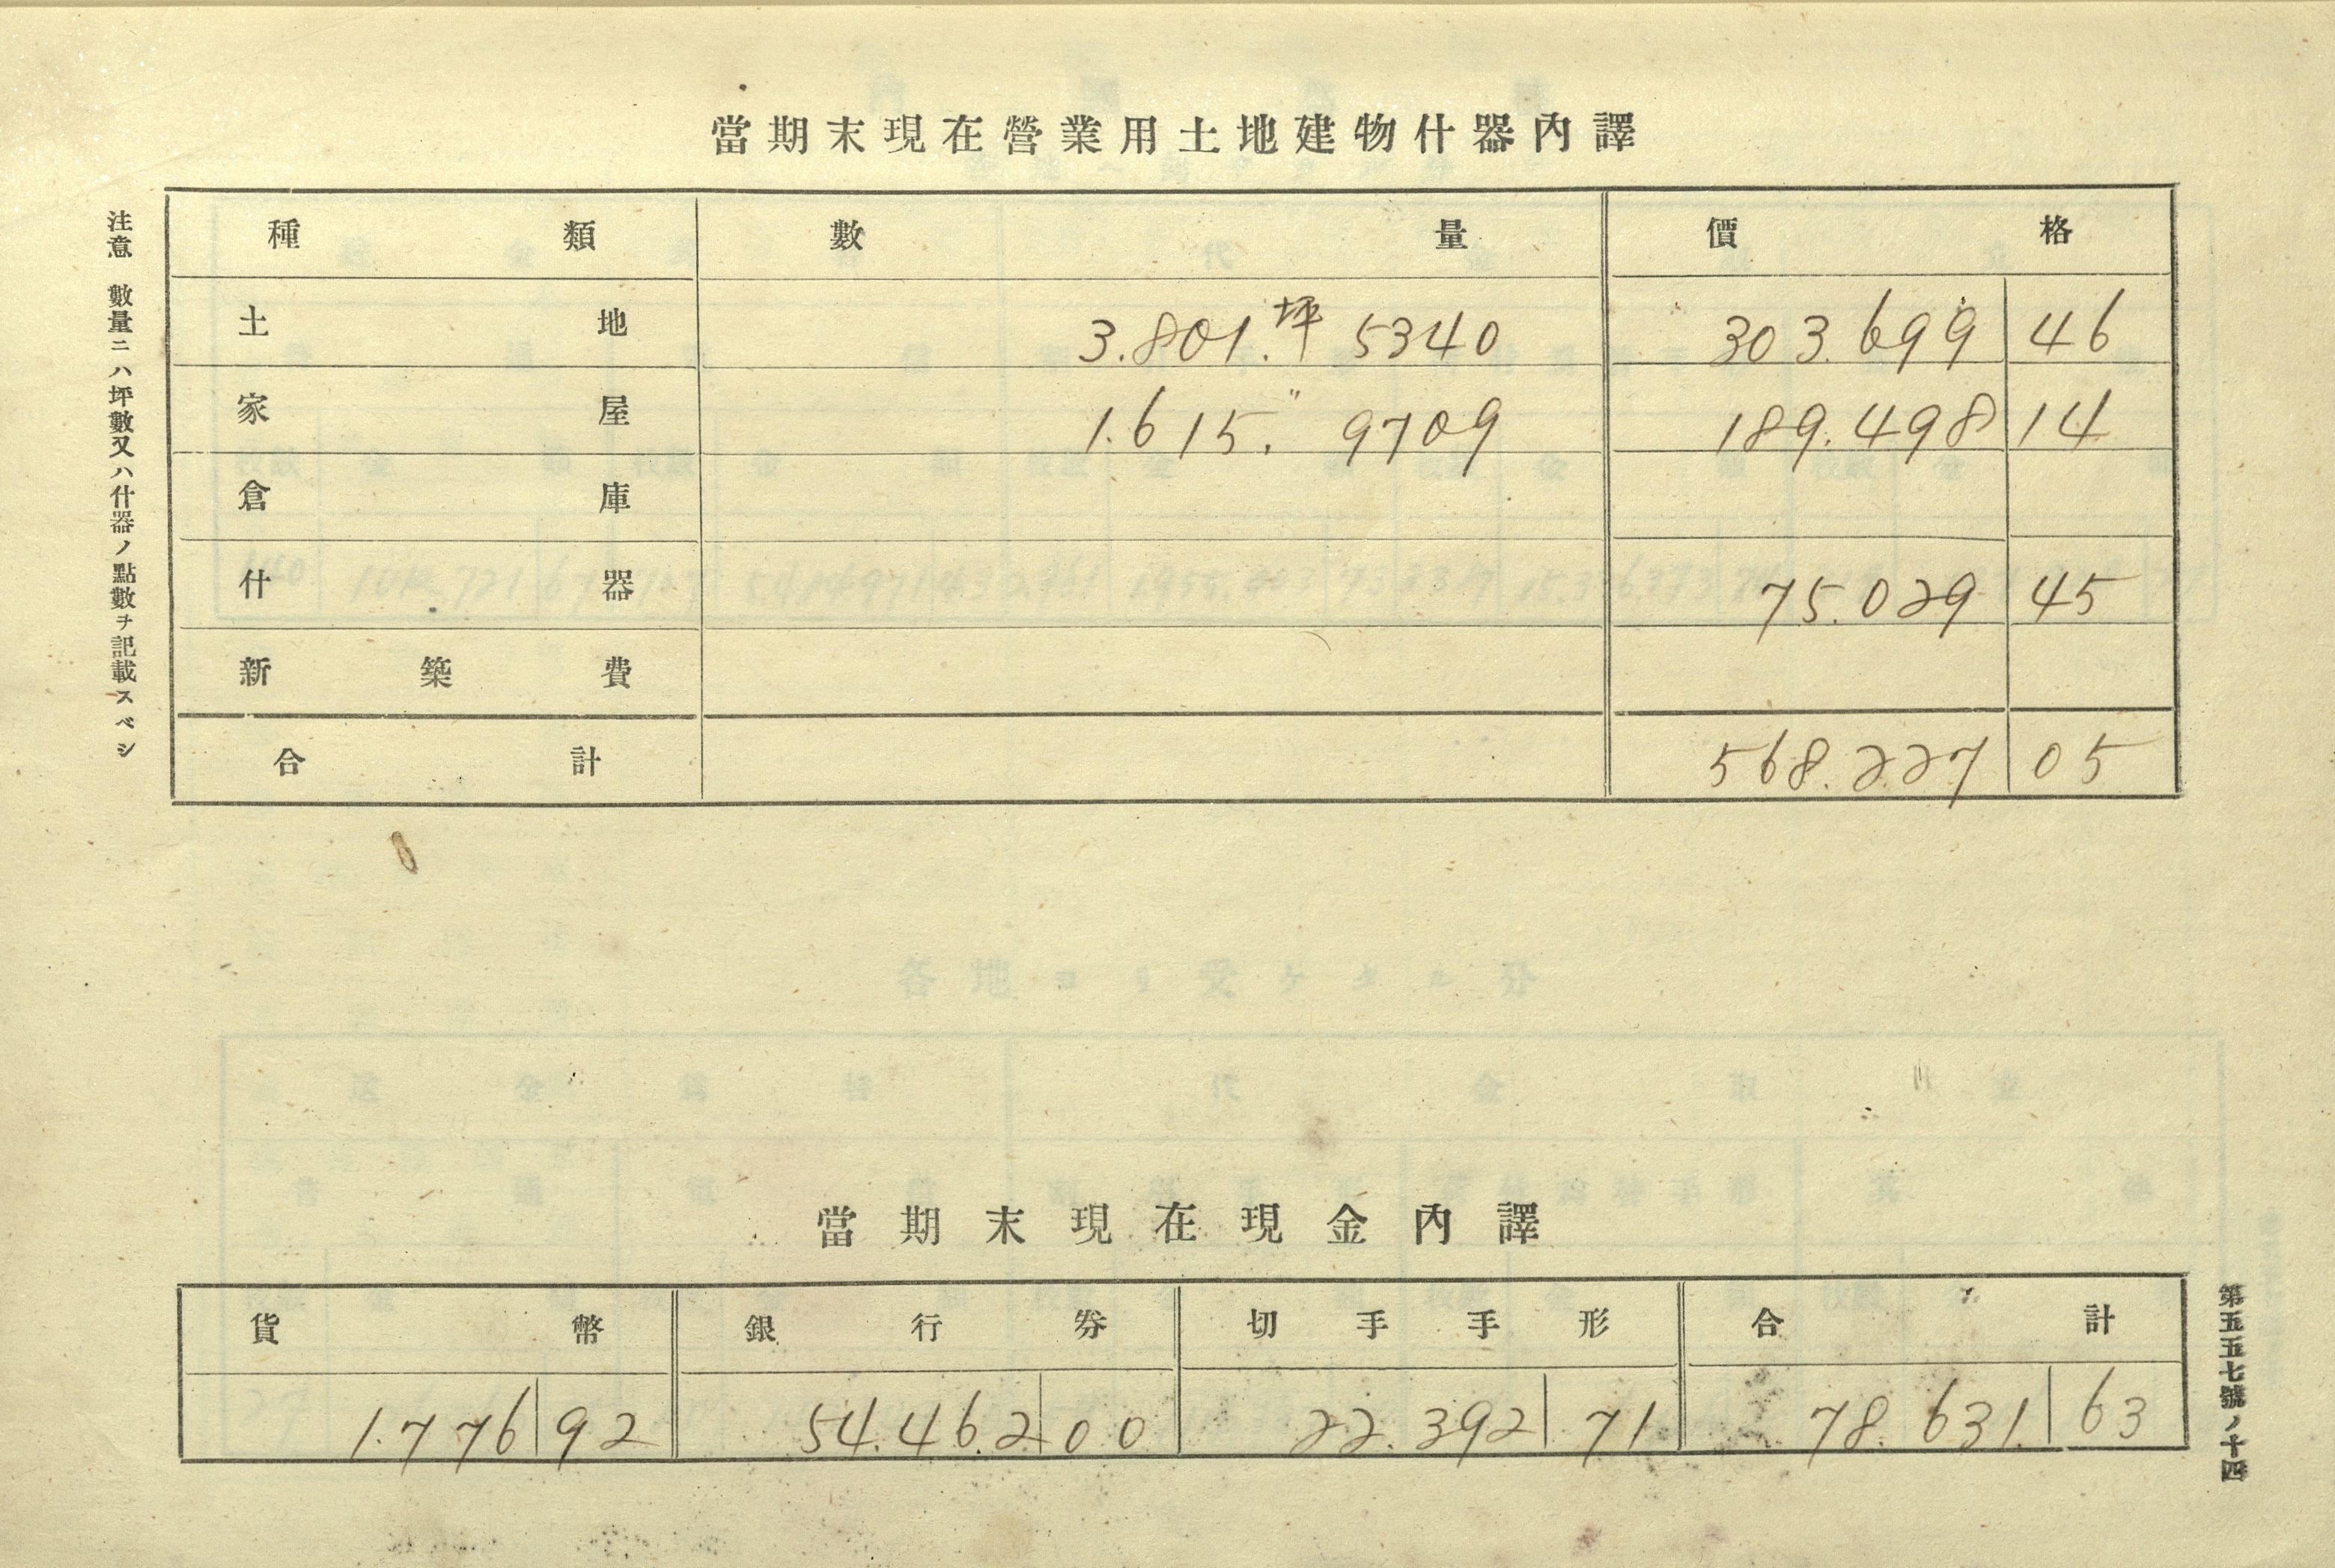 當期末現在營業用土地建物什器內譯
種類 數量 價格
土地 3.801.坪5340 303.699 46
家屋 1.615.〃9709 189.498 14
倉庫
什器 75.029 45
新築費
合計 568.227 05
注意 數量ニハ坪數又ハ什器ノ點數ヲ記載スベシ
當期末現在現金內譯
貨幣 銀行券 切手手形 合計
1.776 92 54.462 00 22.392 71 78.631 63
第五五七號ノ十四